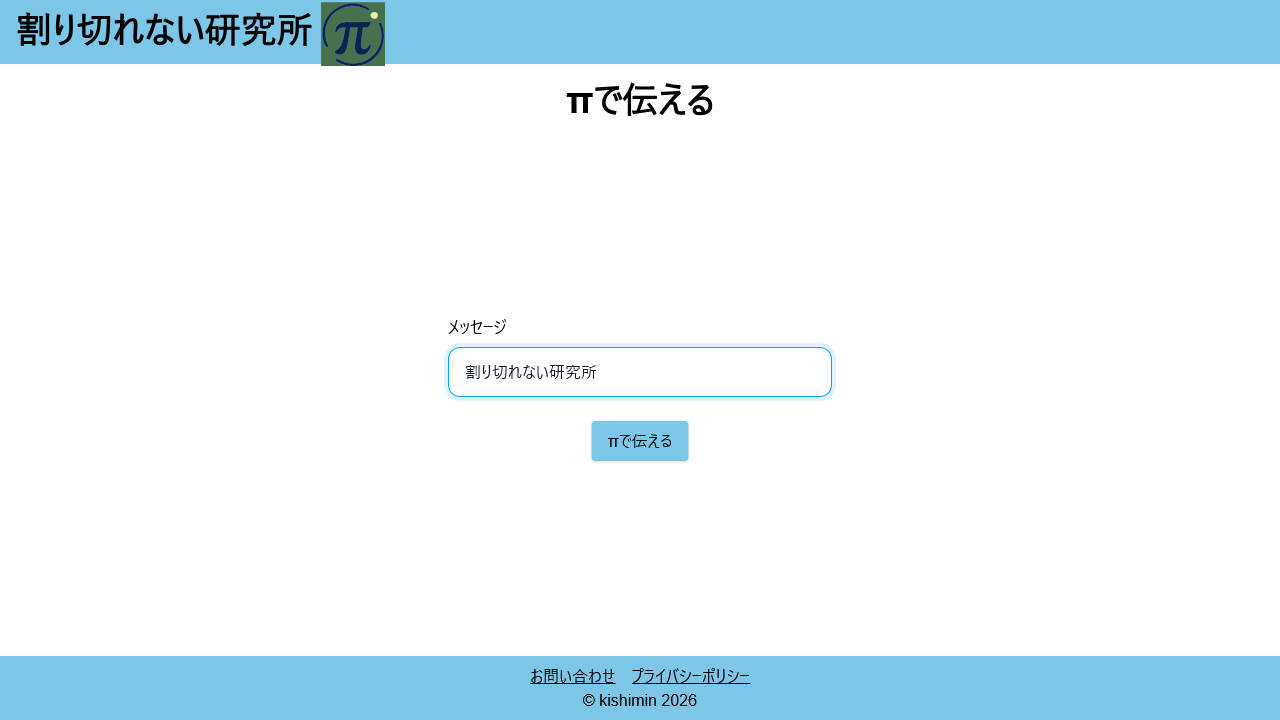 割り切れない研究所
πで伝える
メッセージ
割り切れない研究所
πで伝える
お問い合わせ プライバシーポリシー
© kishimin 2026